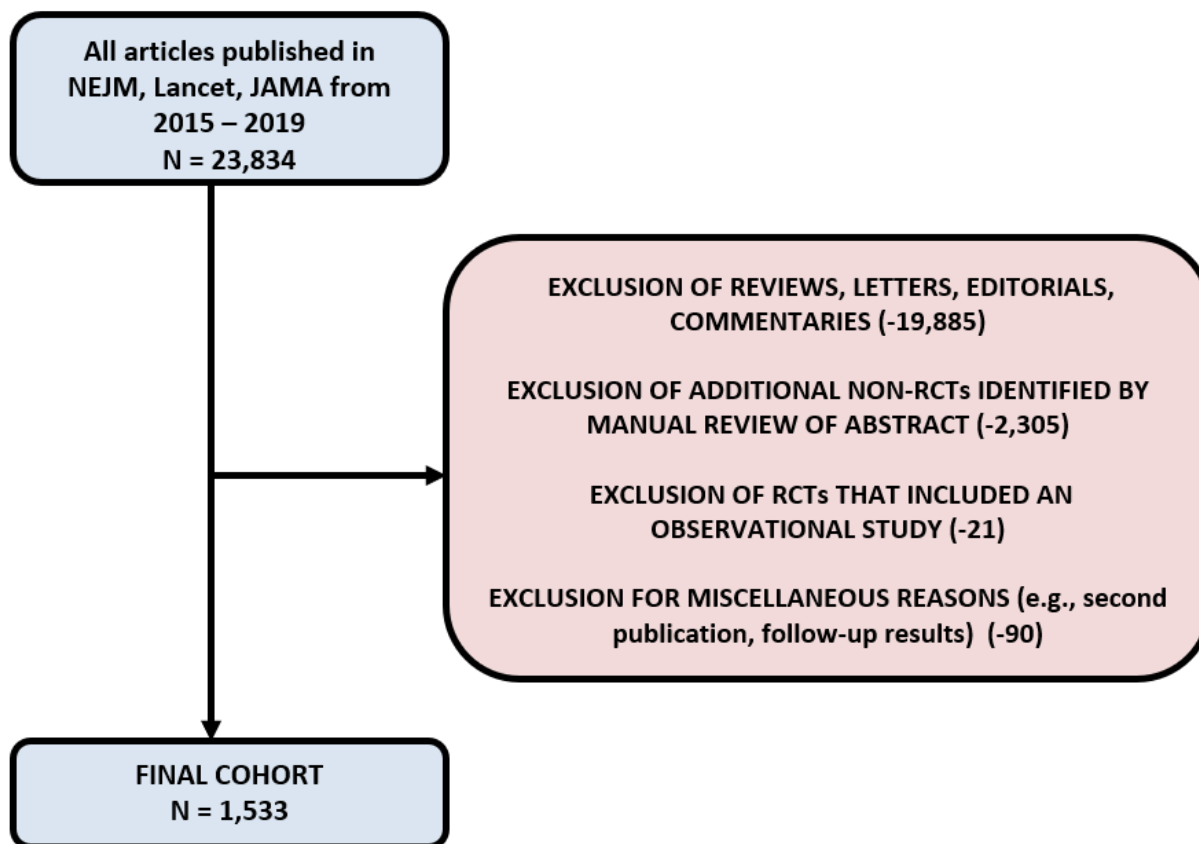 All articles published in
NEJM, Lancet, JAMA from
2015 – 2019
N = 23,834
EXCLUSION OF REVIEWS, LETTERS, EDITORIALS,
COMMENTARIES (-19,885)
EXCLUSION OF ADDITIONAL NON-RCTs IDENTIFIED BY
MANUAL REVIEW OF ABSTRACT (-2,305)
EXCLUSION OF RCTs THAT INCLUDED AN
OBSERVATIONAL STUDY (-21)
EXCLUSION FOR MISCELLANEOUS REASONS (e.g., second
publication, follow-up results)  (-90)
FINAL COHORT
N = 1,533